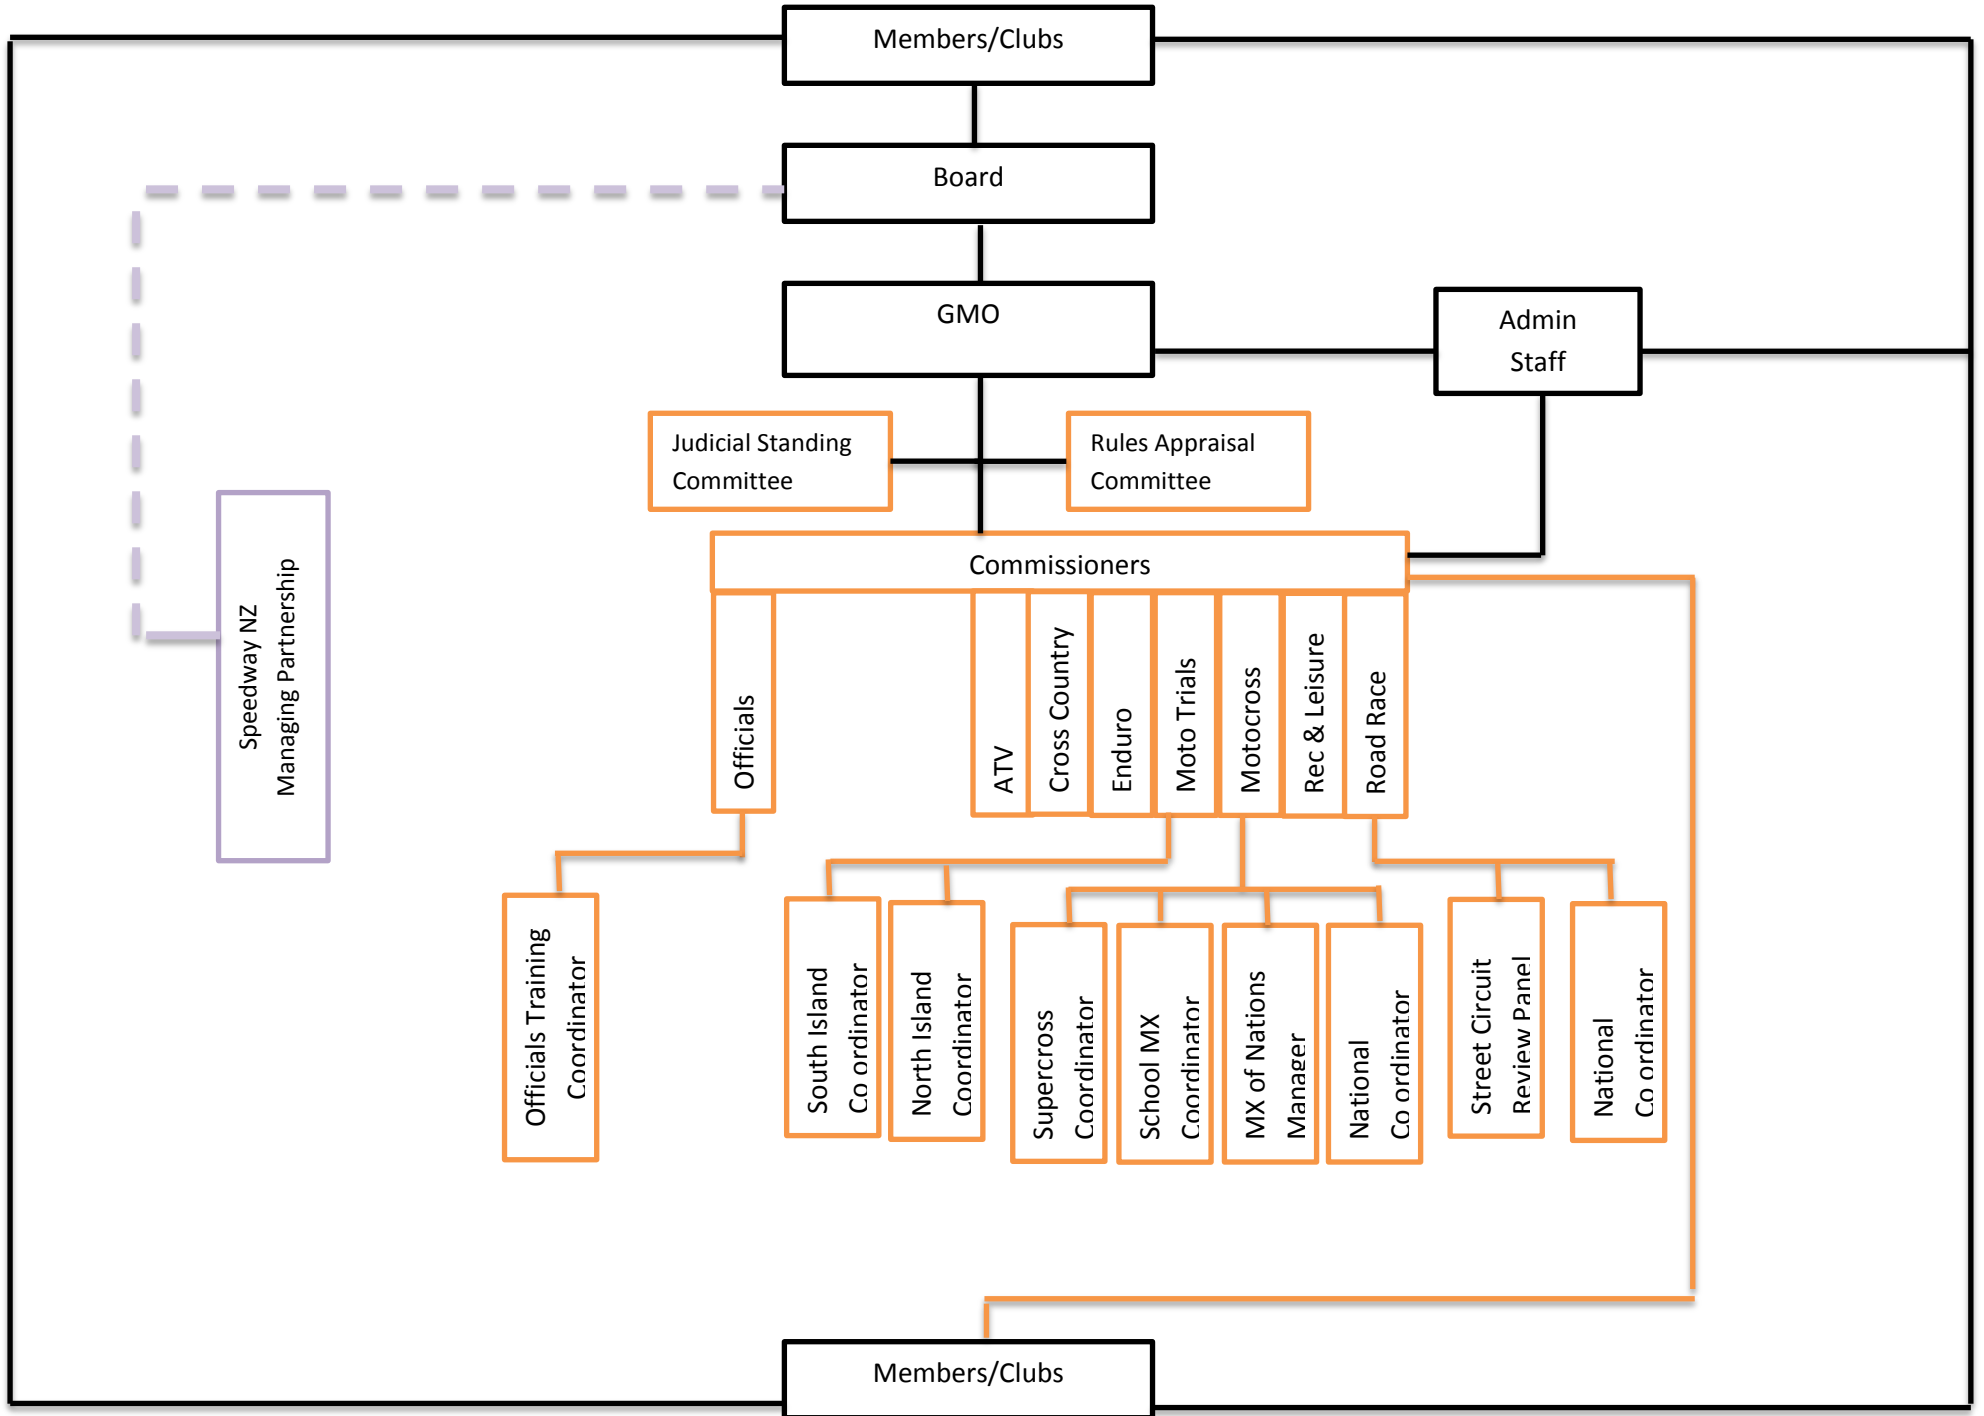 Members/Clubs
Board
GMO
Admin
Staff
Judicial Standing
Committee
Rules Appraisal
Committee
Commissioners
Speedway NZ
Managing Partnership
Officials
ATV
Cross Country
Enduro
Moto Trials
Motocross
Rec & Leisure
Road Race
Officials Training
Coordinator
South Island
Co ordinator
North Island
Coordinator
Supercross
Coordinator
School MX
Coordinator
MX of Nations
Manager
National
Co ordinator
Street Circuit
Review Panel
National
Co ordinator
Members/Clubs